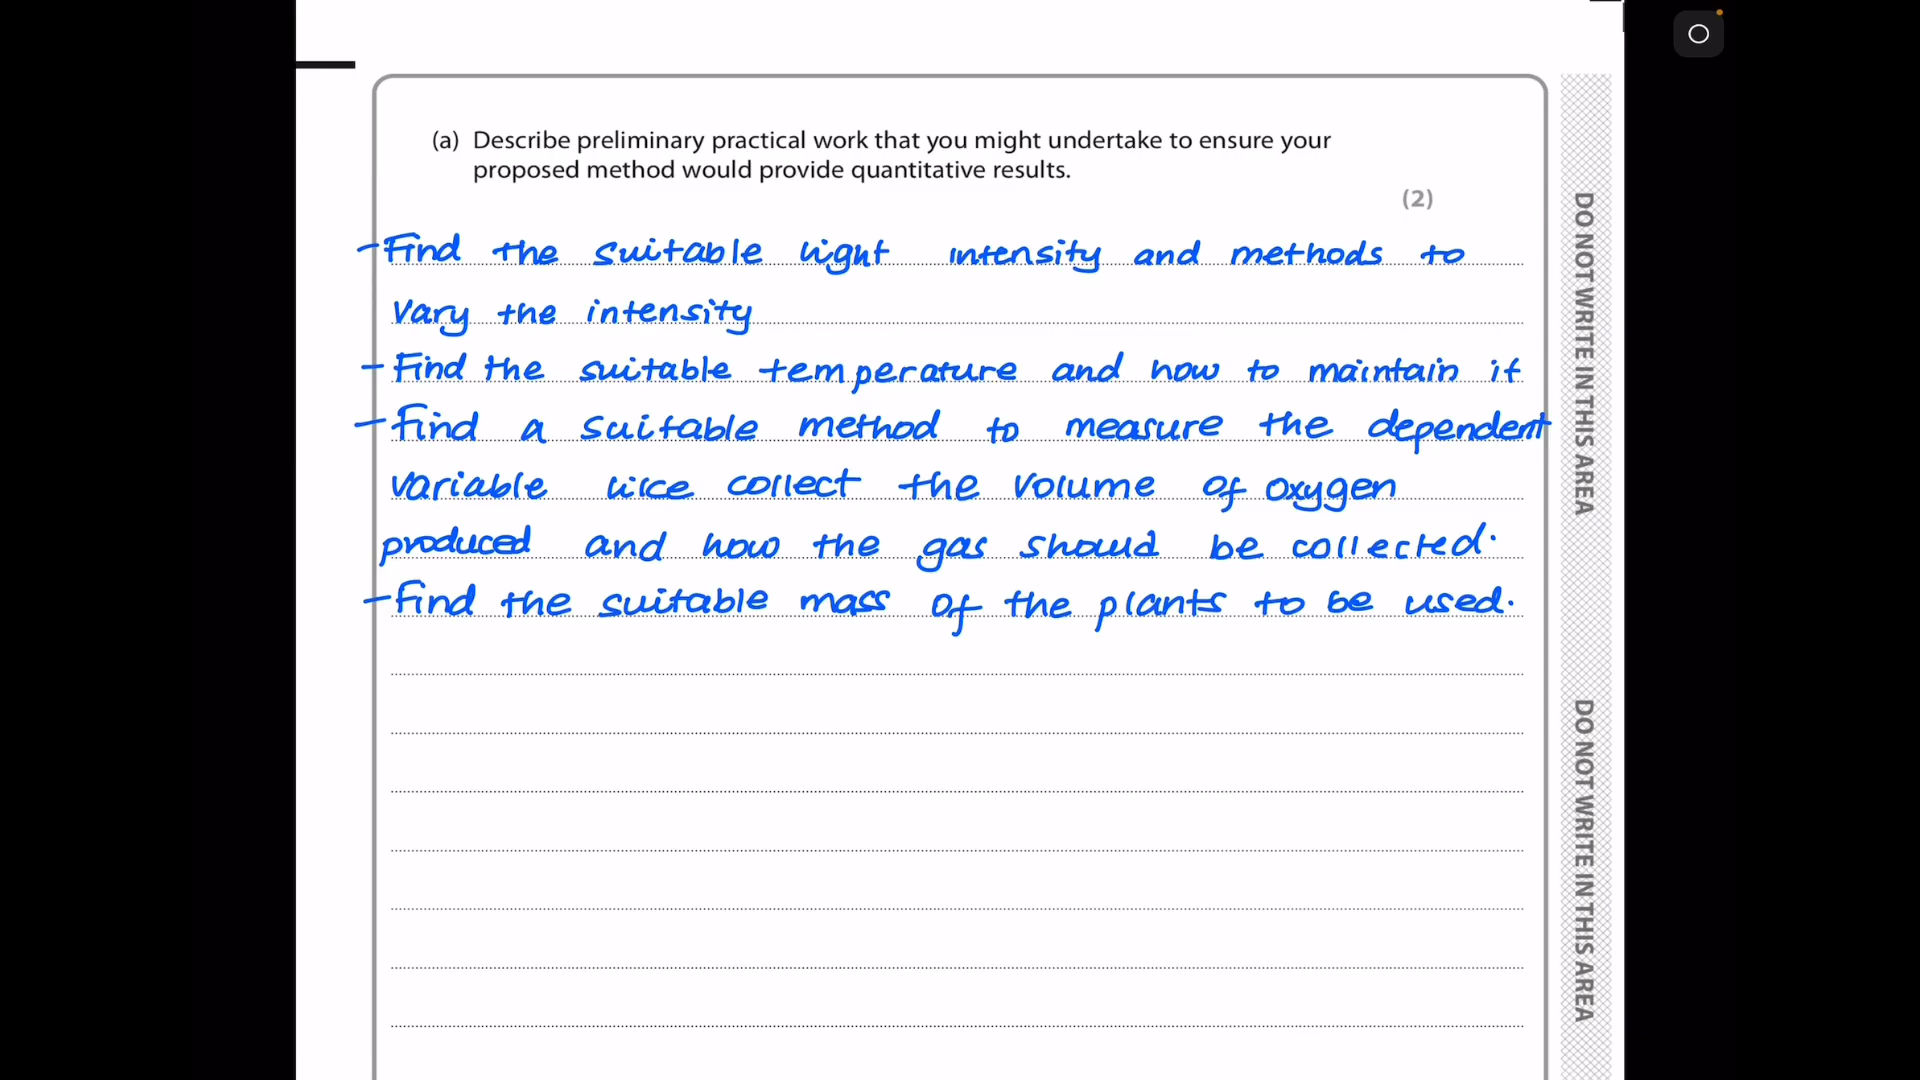 (a) Describe preliminary practical work that you might undertake to ensure your
proposed method would provide quantitative results.
(2)
- Find the suitable light intensity and methods to
vary the intensity
- Find the suitable temperature and how to maintain it
- find a suitable method to measure the dependent
variable like collect the volume of oxygen
produced and how the gas should be collected.
- find the suitable mass of the plants to be used.
DO NOT WRITE IN THIS AREA
DO NOT WRITE IN THIS AREA